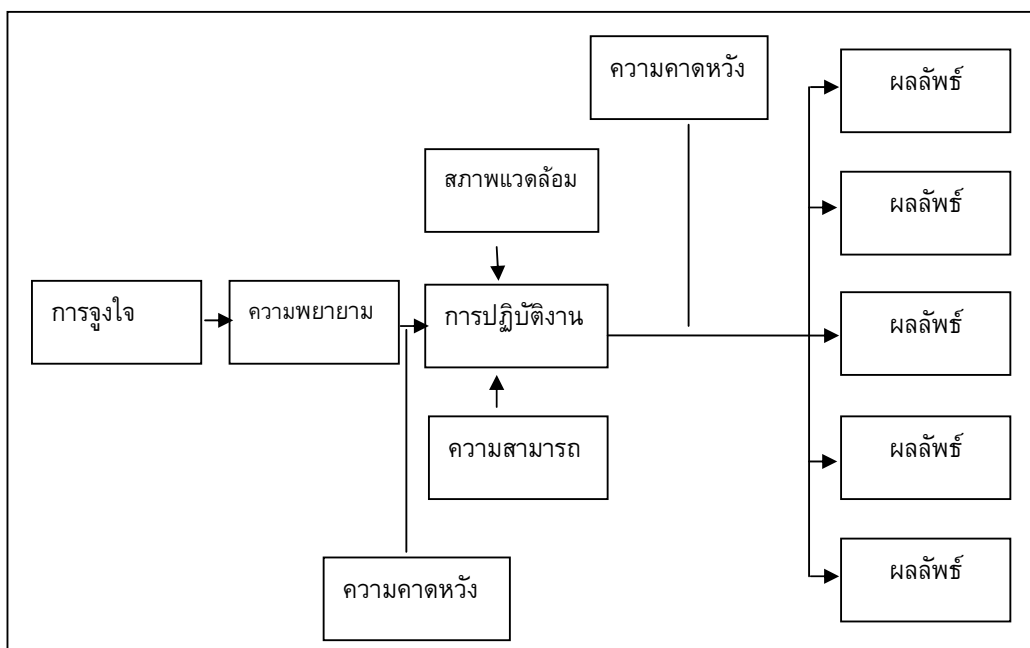 ความคาดหวัง
ผลลัพธ์
สภาพแวดล้อม
ผลลัพธ์
การจูงใจ
ความพยายาม
การปฏิบัติงาน
ผลลัพธ์
ความสามารถ
ผลลัพธ์
ความคาดหวัง
ผลลัพธ์